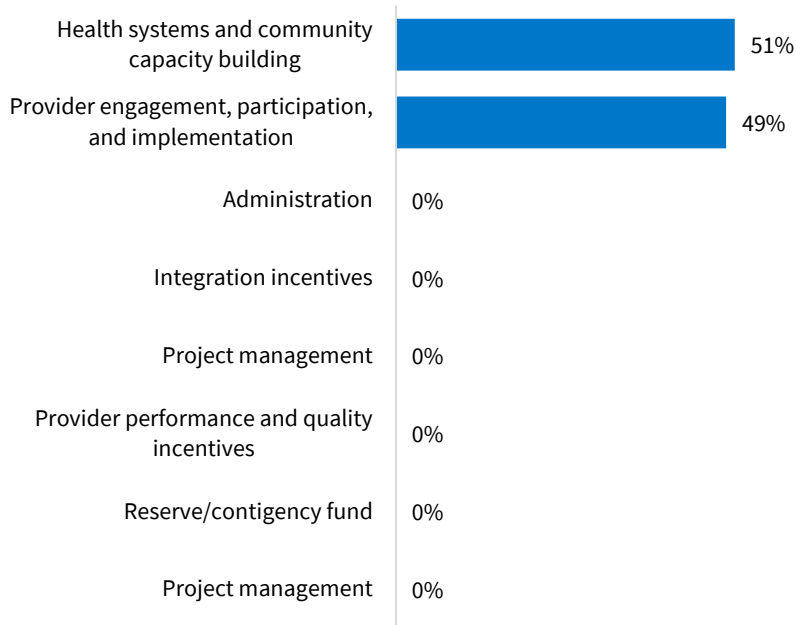 Health systems and community
capacity building
51%
Provider engagement, participation,
and implementation
49%
Administration
0%
Integration incentives
0%
Project management
0%
Provider performance and quality
incentives
0%
Reserve/contigency fund
0%
Project management
0%